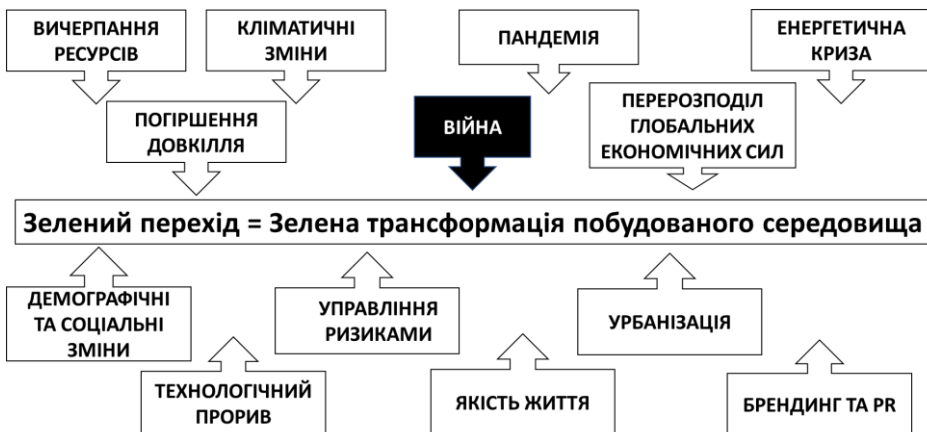 ВИЧЕРПАННЯ
РЕСУРСІВ
КЛІМАТИЧНІ
ЗМІНИ
ПАНДЕМІЯ
ЕНЕРГЕТИЧНА
КРИЗА
ПОГІРШЕННЯ
ДОВКІЛЛЯ
ВІЙНА
ПЕРЕРОЗПОДІЛ
ГЛОБАЛЬНИХ
ЕКОНОМІЧНИХ СИЛ
Зелений перехід = Зелена трансформація побудованого середовища
ДЕМОГРАФІЧНІ
ТА СОЦІАЛЬНІ
ЗМІНИ
УПРАВЛІННЯ
РИЗИКАМИ
УРБАНІЗАЦІЯ
ТЕХНОЛОГІЧНИЙ
ПРОРИВ
ЯКІСТЬ ЖИТТЯ
БРЕНДИНГ ТА PR